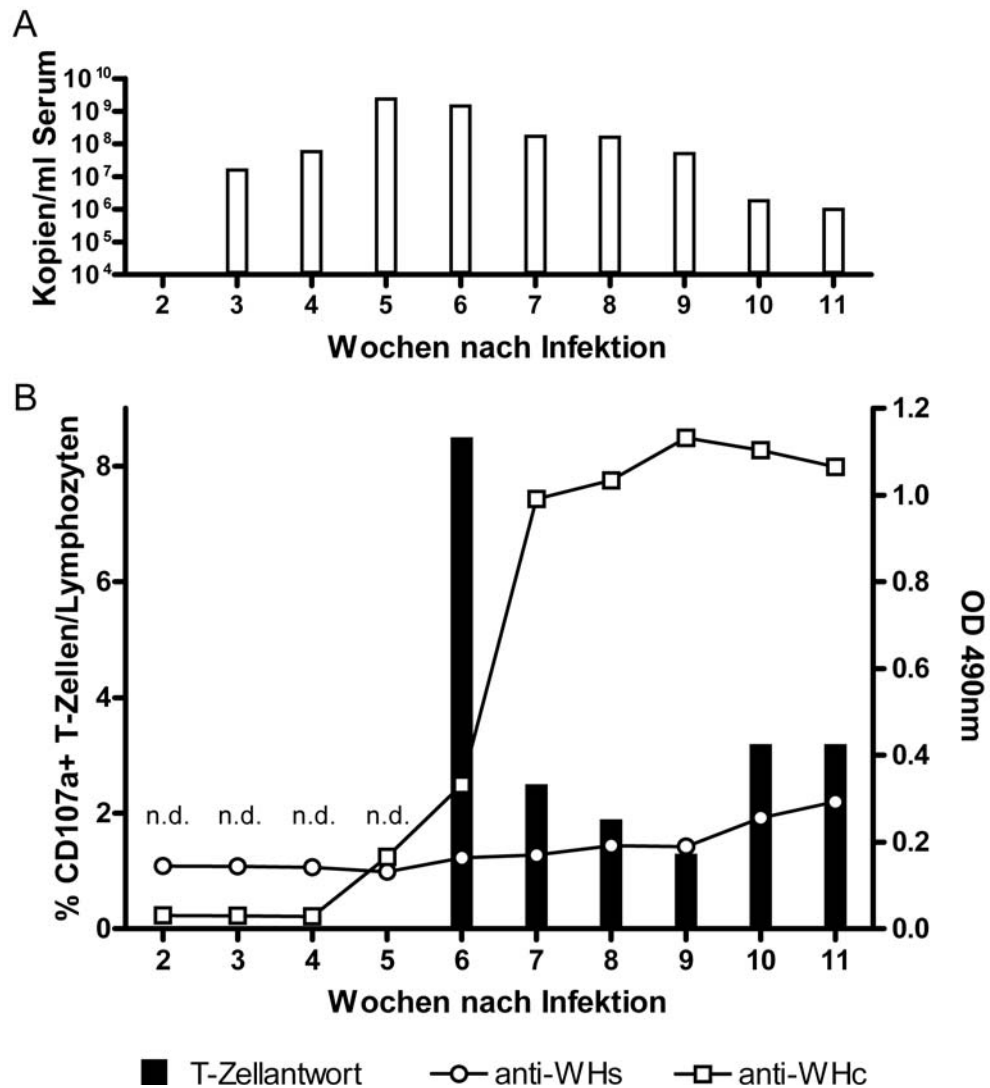 A
Kopien/ml Serum
10^10
10^9
10^8
10^7
10^6
10^5
10^4
2 3 4 5 6 7 8 9 10 11
Wochen nach Infektion
B
% CD107a+ T-Zellen/Lymphozyten
8
6
4
2
0
n.d. n.d. n.d. n.d.
1.2
1.0
0.8
0.6
0.4
0.2
0.0
OD 490nm
2 3 4 5 6 7 8 9 10 11
Wochen nach Infektion
T-Zellantwort anti-WHs anti-WHc